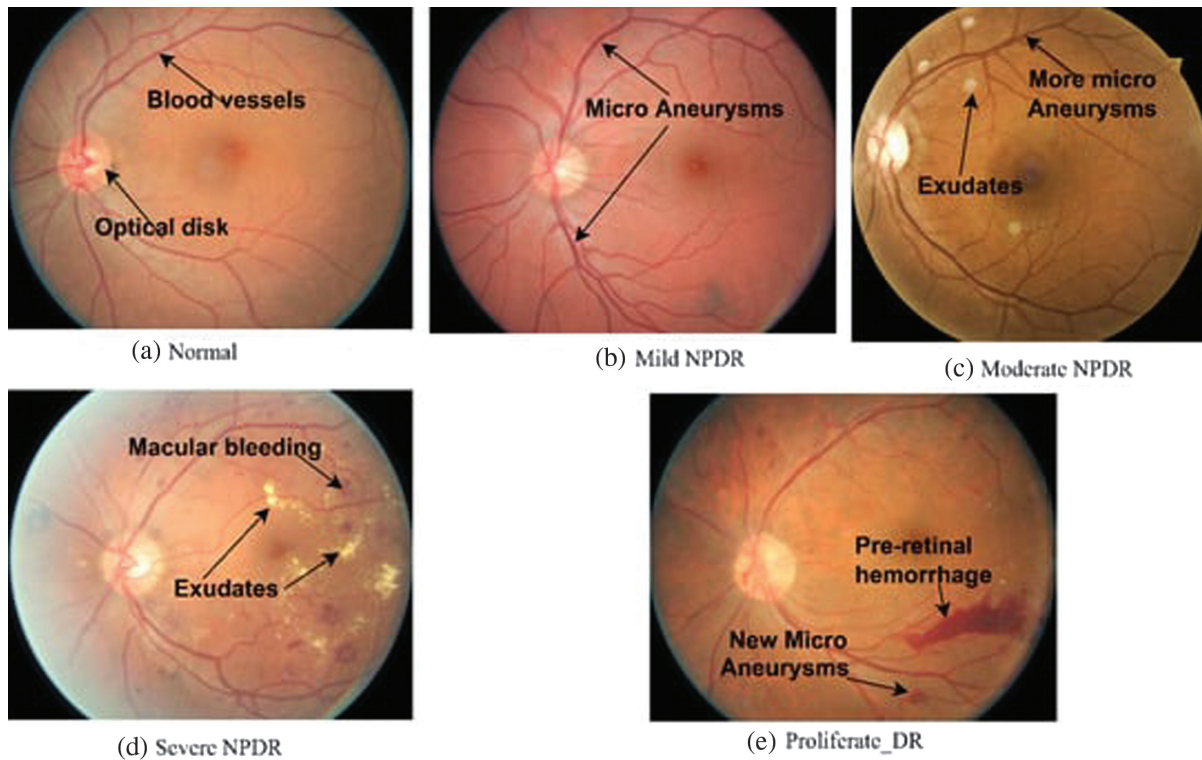 Blood vessels
Optical disk
(a) Normal
Micro Aneurysms
(b) Mild NPDR
More micro
Aneurysms
Exudates
(c) Moderate NPDR
Macular bleeding
Exudates
(d) Severe NPDR
Pre-retinal
hemorrhage
New Micro
Aneurysms
(e) Proliferate_DR